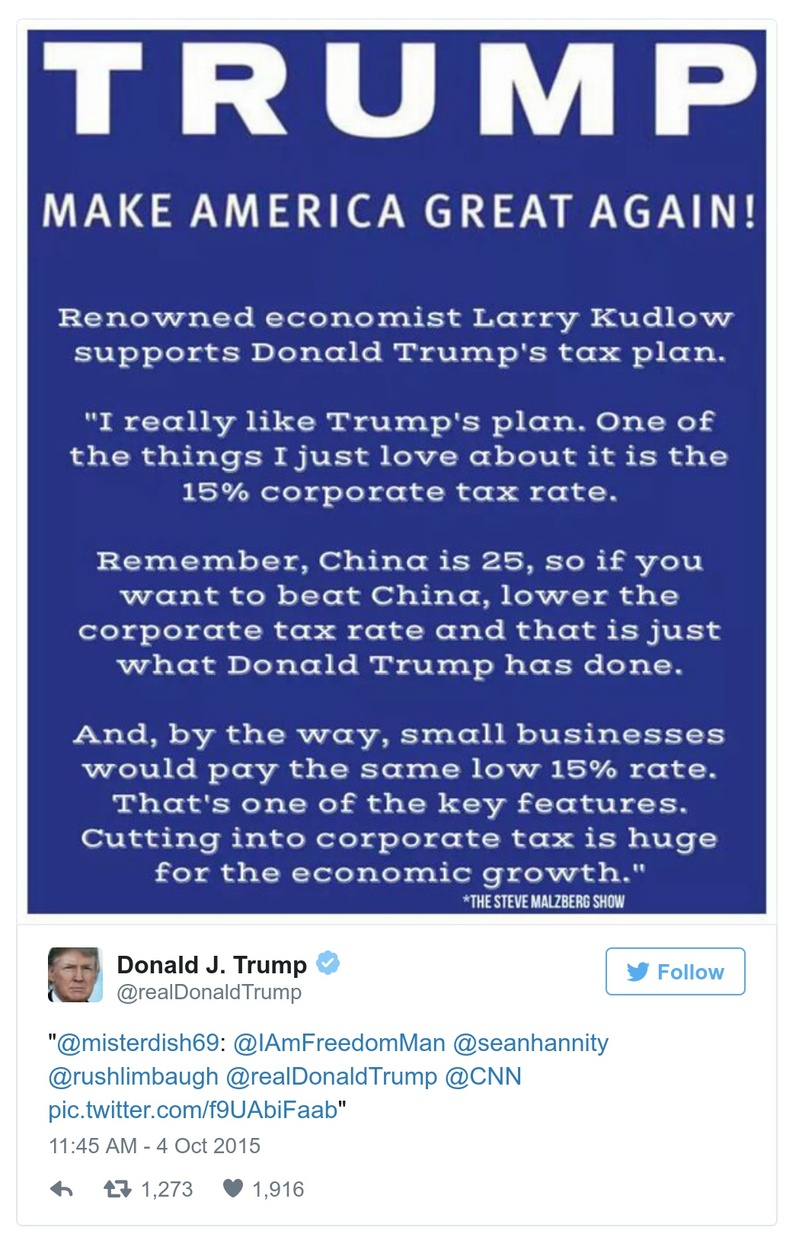 TRUMP
MAKE AMERICA GREAT AGAIN!
Renowned economist Larry Kudlow
supports Donald Trump's tax plan.
"I really like Trump's plan. One of
the things I just love about it is the
15% corporate tax rate.
Remember, China is 25, so if you
want to beat China, lower the
corporate tax rate and that is just
what Donald Trump has done.
And, by the way, small businesses
would pay the same low 15% rate.
That's one of the key features.
Cutting into corporate tax is huge
for the economic growth."
*THE STEVE MALZBERG SHOW
Donald J. Trump
@realDonaldTrump
Follow
"@misterdish69: @IAmFreedomMan @seanhannity
@rushlimbaugh @realDonaldTrump @CNN
pic.twitter.com/f9UAbiFaab"
11:45 AM - 4 Oct 2015
1,273 1,916